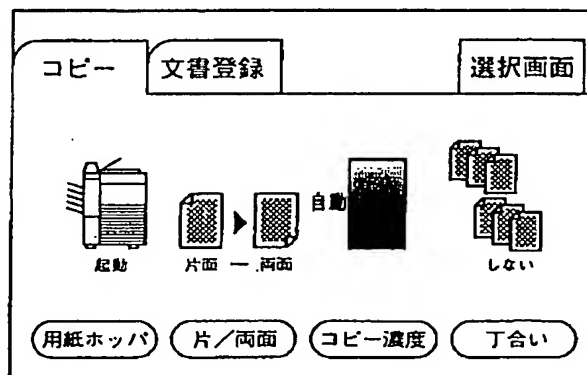 コピー 文書登録 選択画面
自動
起動 片面 — 両面 しない
用紙ホッパ 片／両面 コピー濃度 丁合い